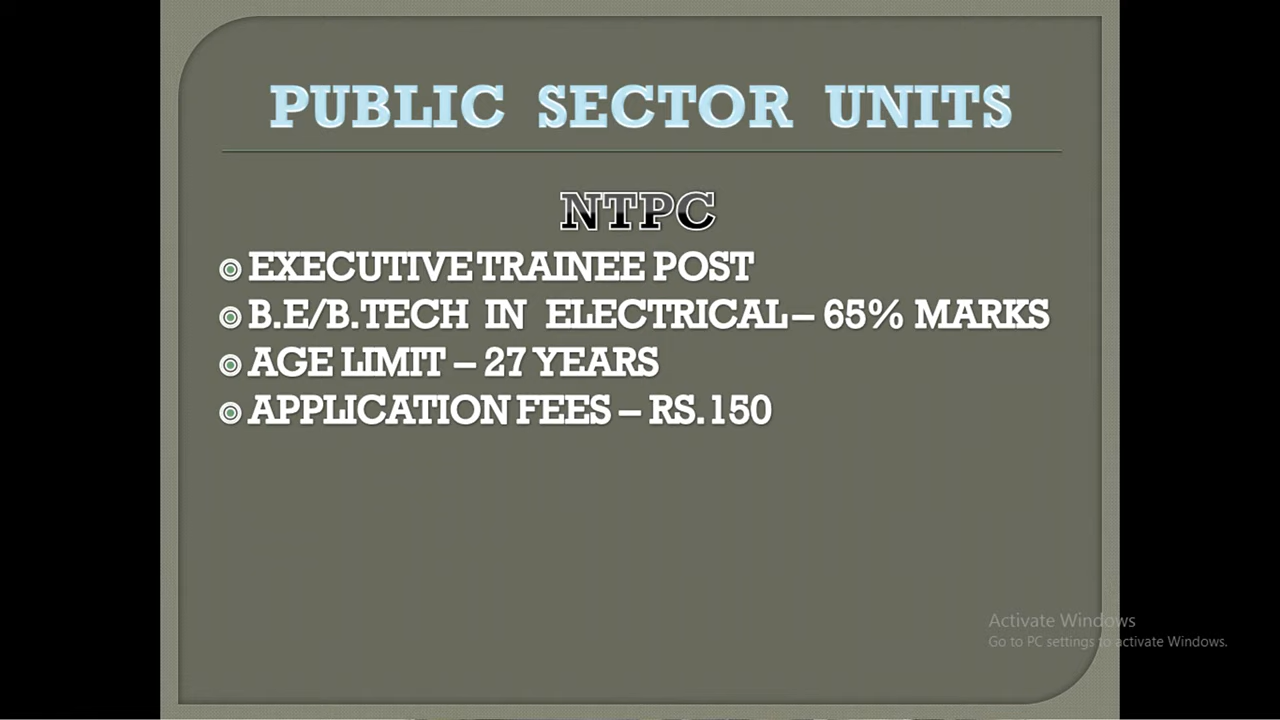 PUBLIC SECTOR UNITS
NTPC
EXECUTIVE TRAINEE POST
B.E/B.TECH IN ELECTRICAL – 65% MARKS
AGE LIMIT – 27 YEARS
APPLICATION FEES – RS.150
Activate Windows
Go to PC settings to activate Windows.